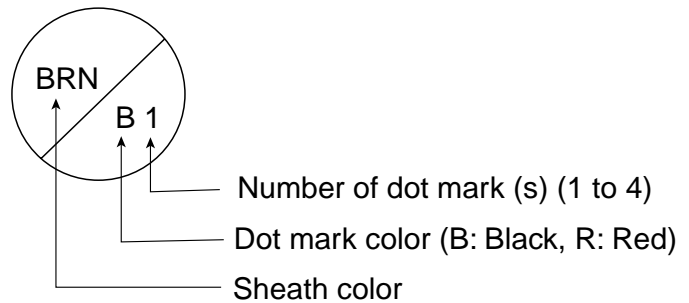 BRN
B 1
Number of dot mark (s) (1 to 4)
Dot mark color (B: Black, R: Red)
Sheath color